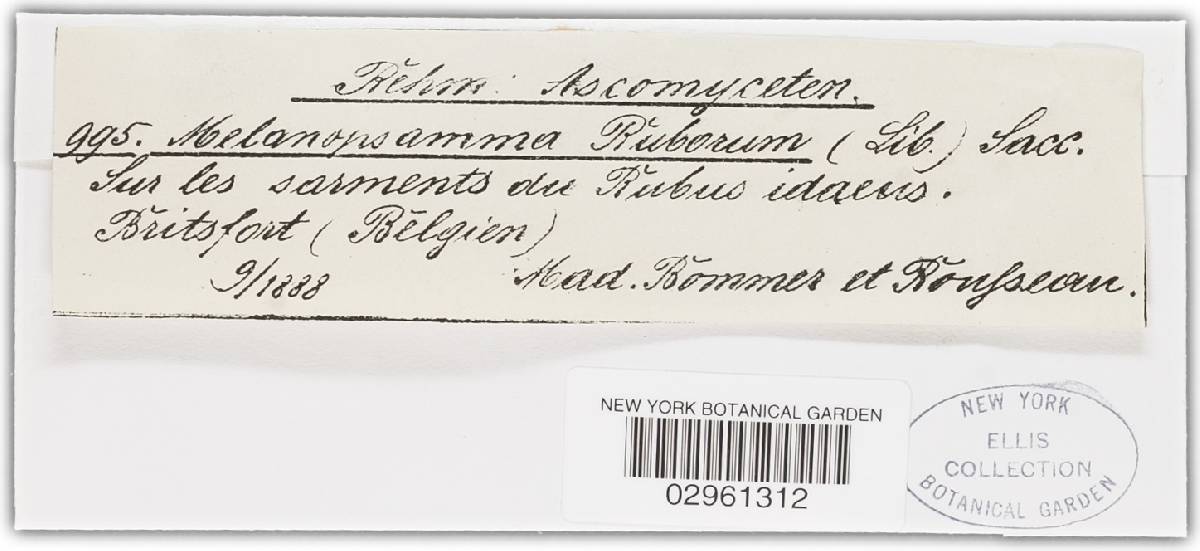 Rehm: Ascomyceten.
995. Melanopsamma Ruborum (Lib.) Sacc.
Sur les sarments du Rubus idaeus.
Britsfort (Belgien)
9/1888 Mad. Bommer et Rousseau.
NEW YORK BOTANICAL GARDEN
02961312
NEW YORK
ELLIS
COLLECTION
BOTANICAL GARDEN